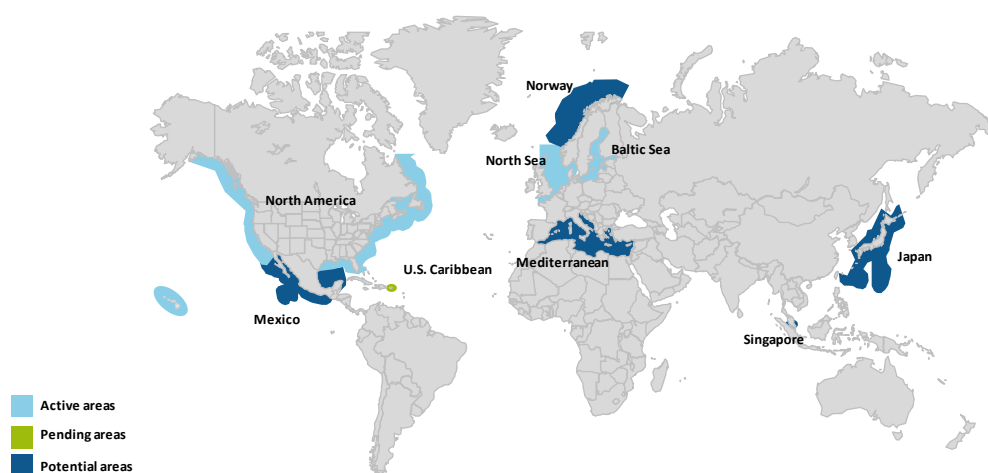 Norway
North Sea
Baltic Sea
North America
U.S. Caribbean
Mediterranean
Japan
Mexico
Singapore
Active areas
Pending areas
Potential areas